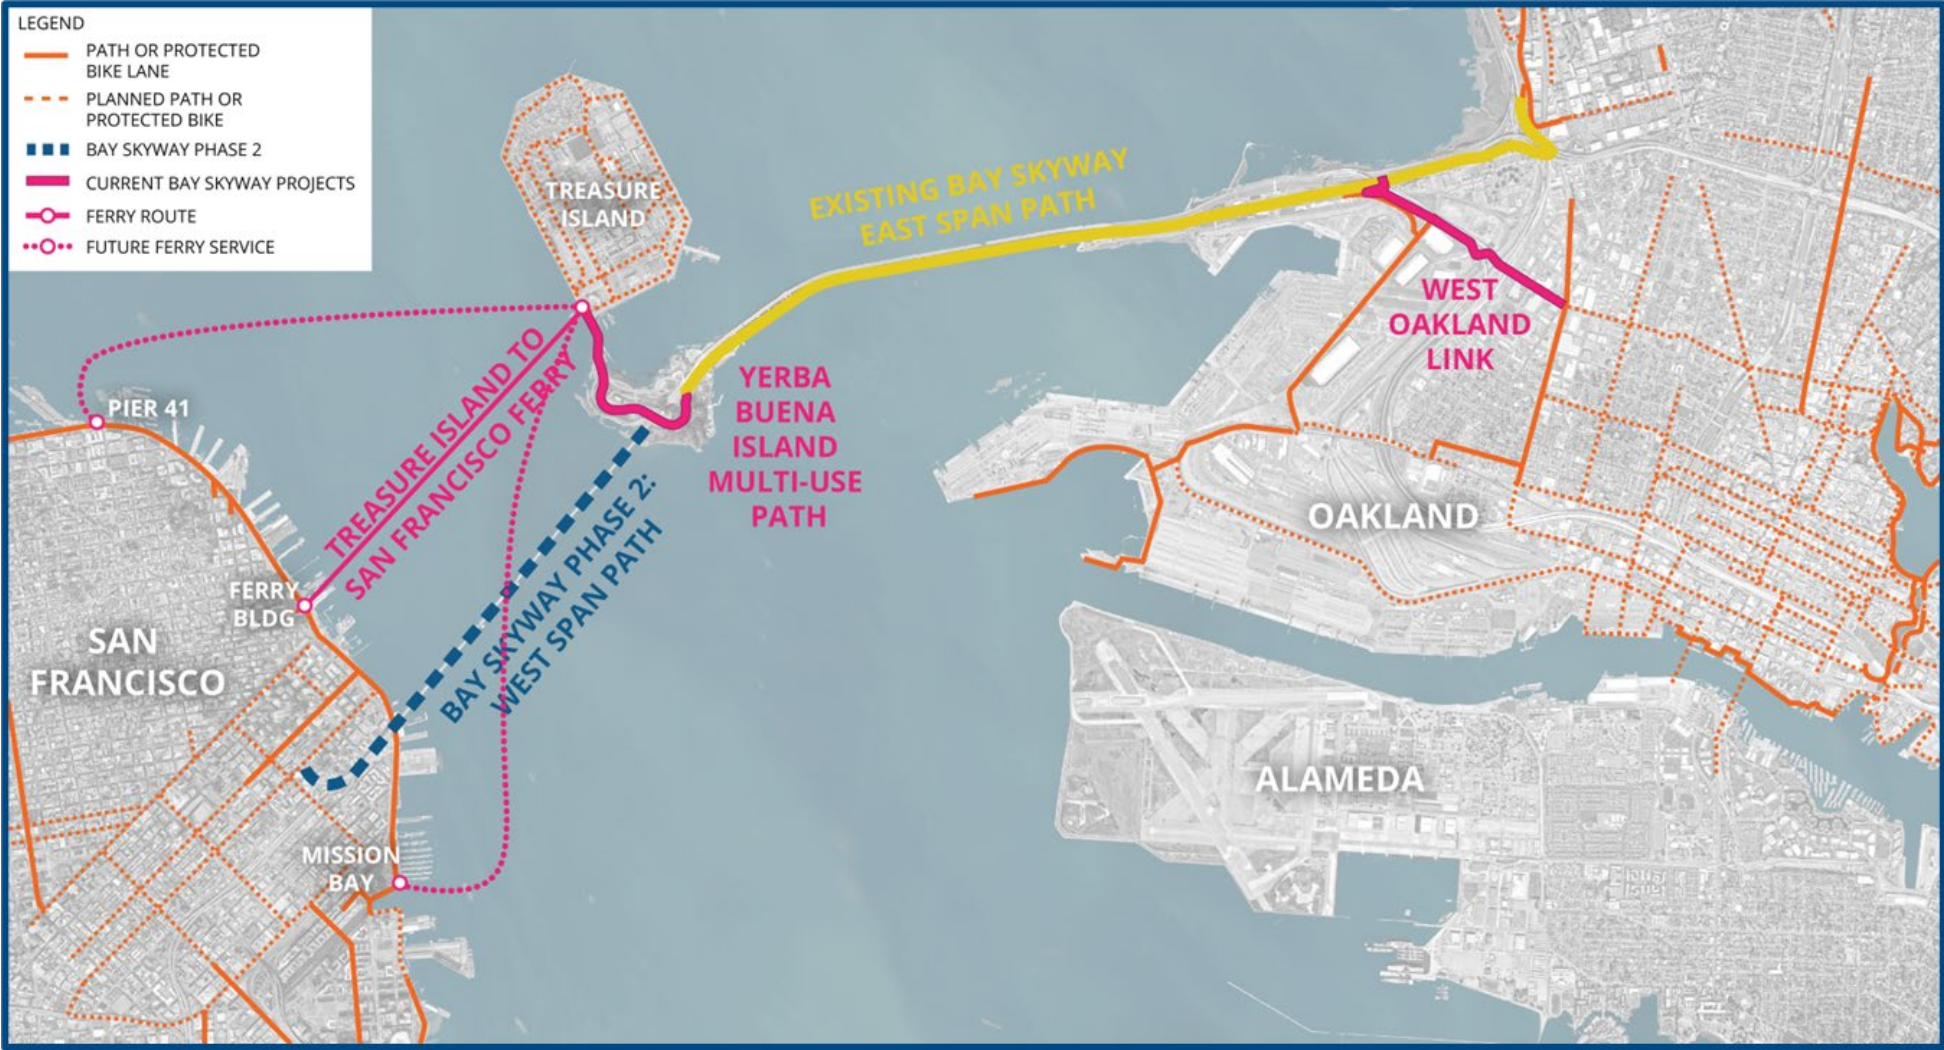 LEGEND
PATH OR PROTECTED
BIKE LANE
PLANNED PATH OR
PROTECTED BIKE
BAY SKYWAY PHASE 2
CURRENT BAY SKYWAY PROJECTS
FERRY ROUTE
FUTURE FERRY SERVICE
TREASURE
ISLAND
EXISTING BAY SKYWAY
EAST SPAN PATH
WEST
OAKLAND
LINK
PIER 41
TREASURE ISLAND TO
SAN FRANCISCO FERRY
YERBA
BUENA
ISLAND
MULTI-USE
PATH
BAY SKYWAY PHASE 2:
WEST SPAN PATH
OAKLAND
FERRY
BLDG
SAN
FRANCISCO
ALAMEDA
MISSION
BAY